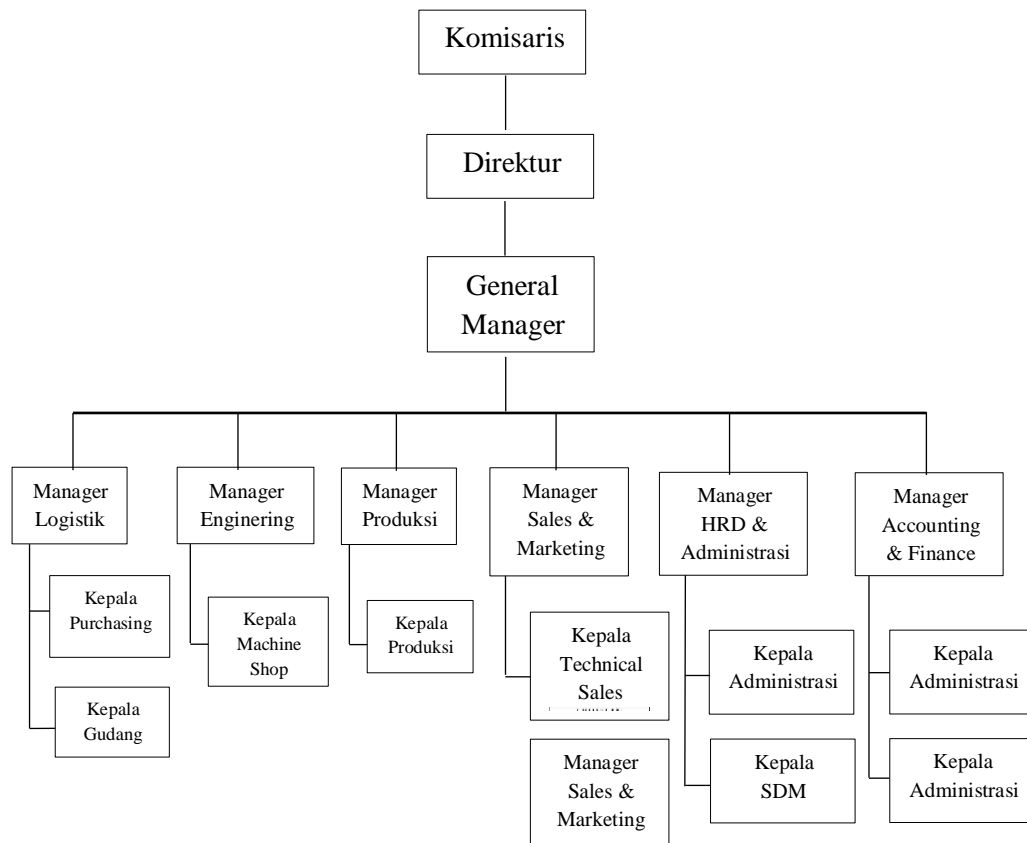 Komisaris
Direktur
General
Manager
Manager
Logistik
Manager
Enginering
Manager
Produksi
Manager
Sales &
Marketing
Manager
HRD &
Administrasi
Manager
Accounting
& Finance
Kepala
Purchasing
Kepala
Gudang
Kepala
Machine
Shop
Kepala
Produksi
Kepala
Technical
Sales
Manager
Sales &
Marketing
Kepala
Administrasi
Kepala
SDM
Kepala
Administrasi
Kepala
Administrasi